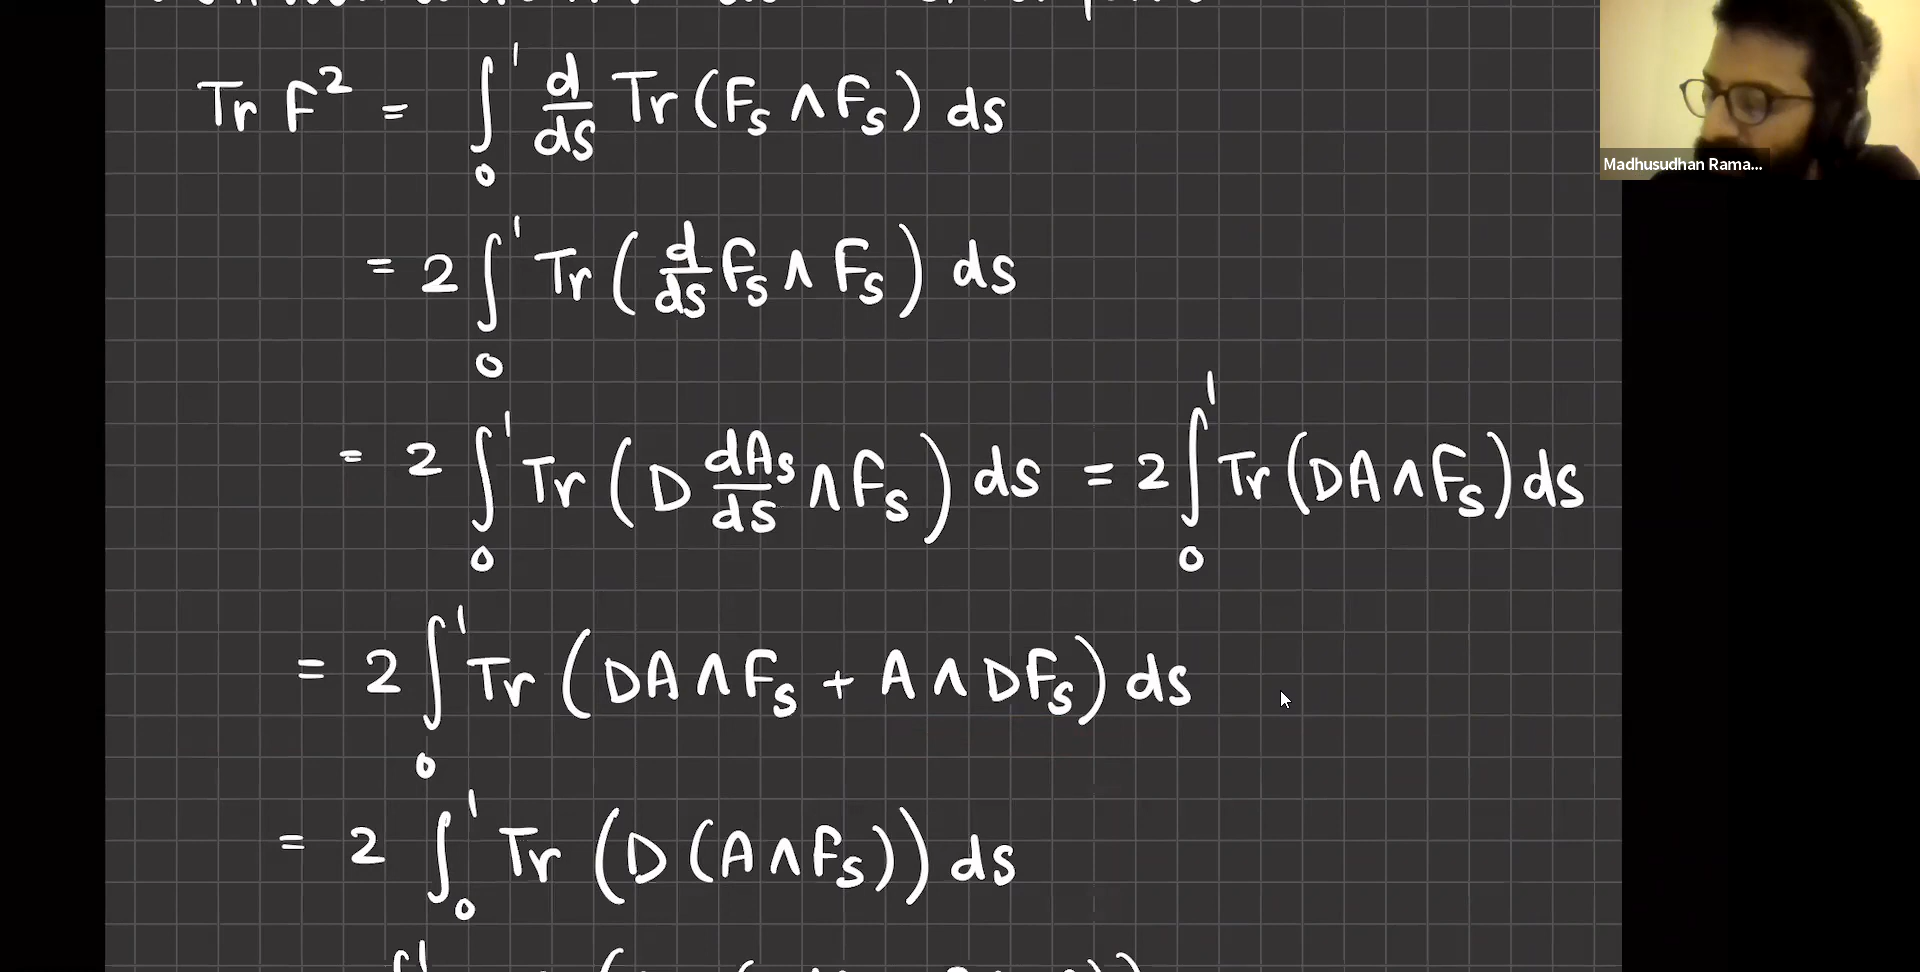 Tr F² = ∫₀¹ d/ds Tr (Fₛ ∧ Fₛ) ds
Madhusudhan Rama...
= 2 ∫₀¹ Tr ( d/ds Fₛ ∧ Fₛ ) ds
= 2 ∫₀¹ Tr ( D dAₛ/ds ∧ Fₛ ) ds = 2 ∫₀¹ Tr (DA ∧ Fₛ) ds
= 2 ∫₀¹ Tr ( DA ∧ Fₛ + A ∧ DFₛ ) ds
= 2 ∫₀¹ Tr ( D (A ∧ Fₛ)) ds